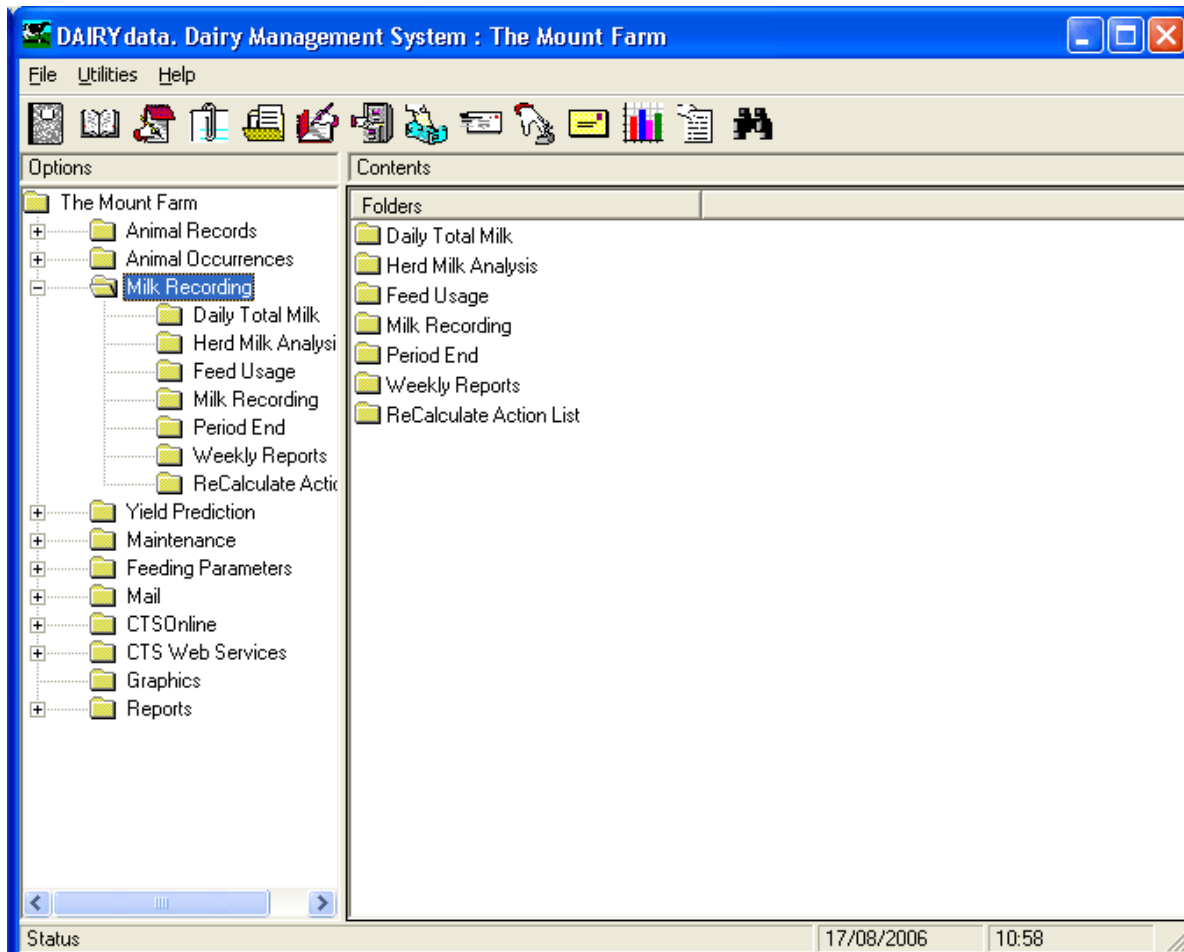 DAIRYdata. Dairy Management System : The Mount Farm
File Utilities Help
Options
The Mount Farm
Animal Records
Animal Occurrences
Milk Recording
Daily Total Milk
Herd Milk Analysi
Feed Usage
Milk Recording
Period End
Weekly Reports
ReCalculate Actic
Yield Prediction
Maintenance
Feeding Parameters
Mail
CTSOnline
CTS Web Services
Graphics
Reports
Contents
Folders
Daily Total Milk
Herd Milk Analysis
Feed Usage
Milk Recording
Period End
Weekly Reports
ReCalculate Action List
Status 17/08/2006 10:58